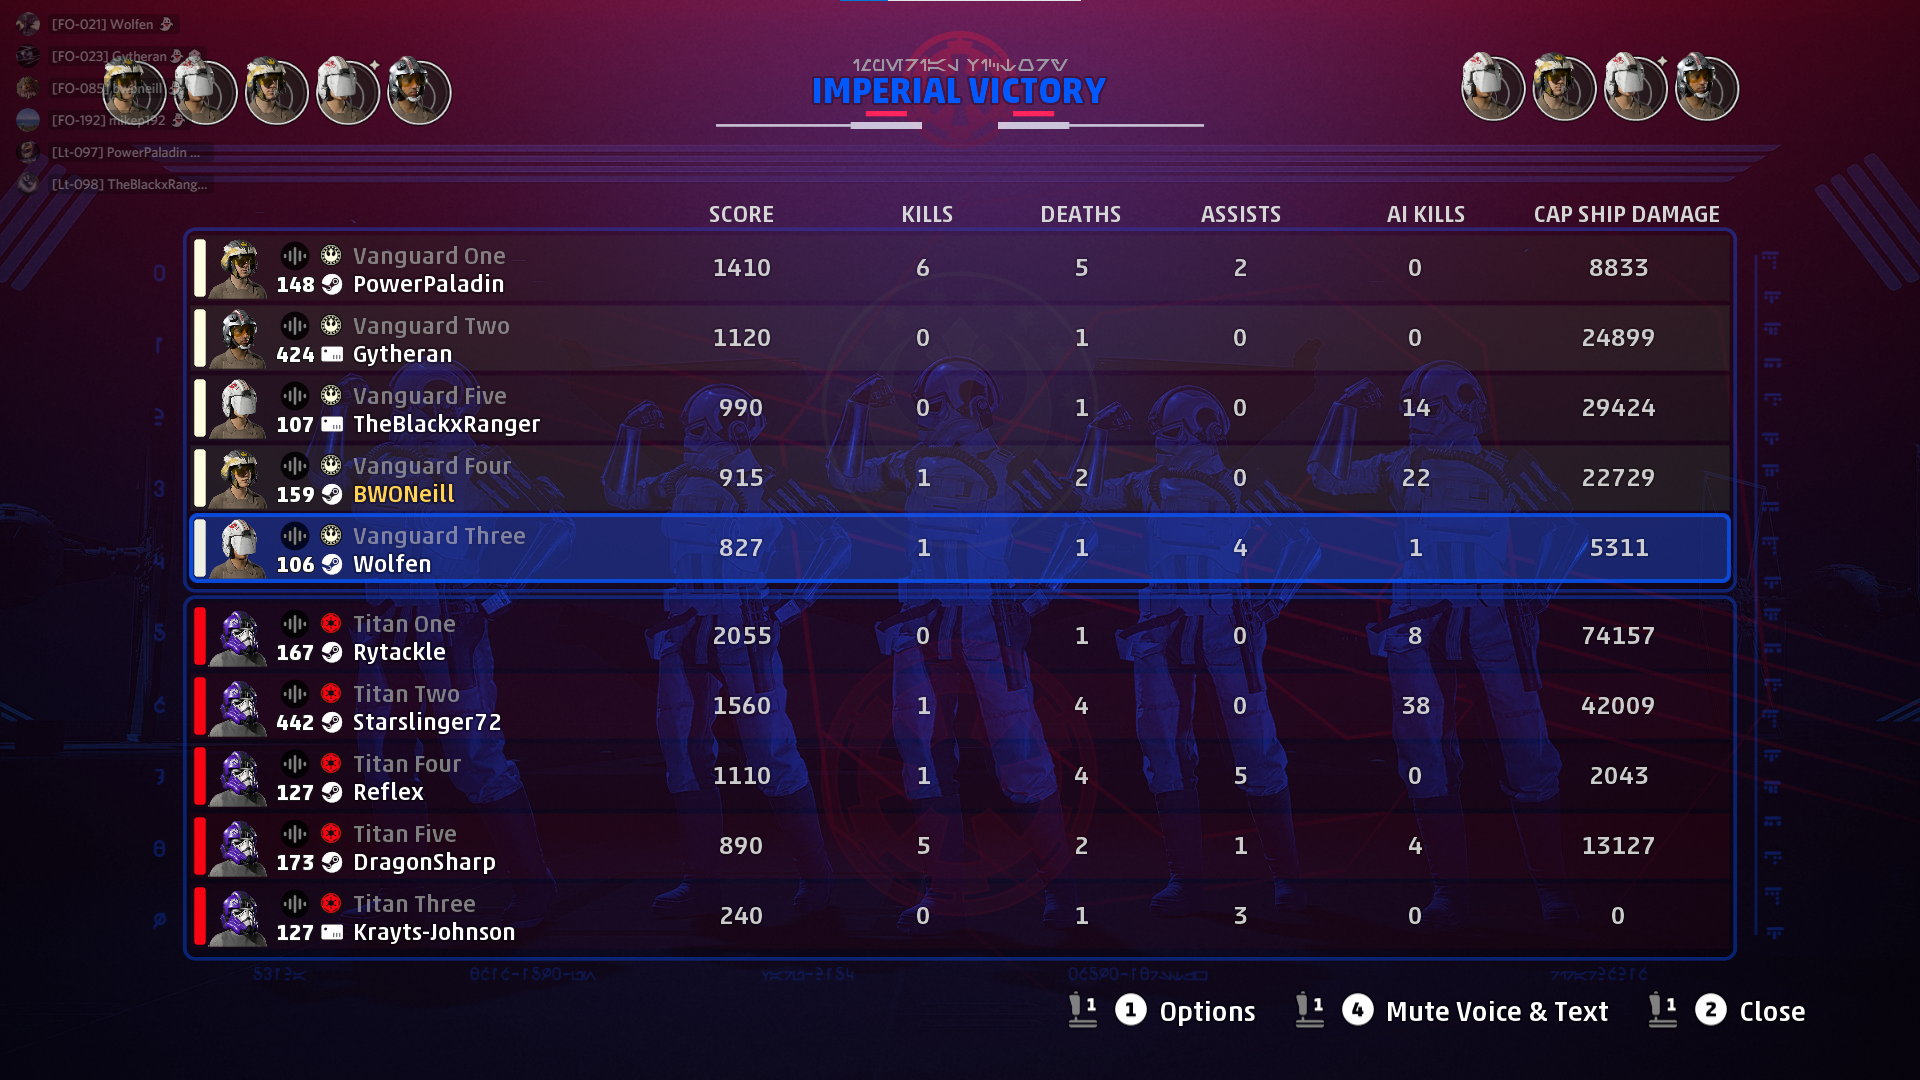 [FO-021] Wolfen
[FO-023] Gytheran
[FO-085] bwoneill
[FO-192] mikep192
[Lt-097] PowerPaladin ...
[Lt-098] TheBlackxRang...
IMPERIAL VICTORY
SCORE KILLS DEATHS ASSISTS AI KILLS CAP SHIP DAMAGE
Vanguard One
148 PowerPaladin 1410 6 5 2 0 8833
Vanguard Two
424 Gytheran 1120 0 1 0 0 24899
Vanguard Five
107 TheBlackxRanger 990 0 1 0 14 29424
Vanguard Four
159 BWONeill 915 1 2 0 22 22729
Vanguard Three
106 Wolfen 827 1 1 4 1 5311
Titan One
167 Rytackle 2055 0 1 0 8 74157
Titan Two
442 Starslinger72 1560 1 4 0 38 42009
Titan Four
127 Reflex 1110 1 4 5 0 2043
Titan Five
173 DragonSharp 890 5 2 1 4 13127
Titan Three
127 Krayts-Johnson 240 0 1 3 0 0
1 1 Options 1 4 Mute Voice & Text 1 2 Close